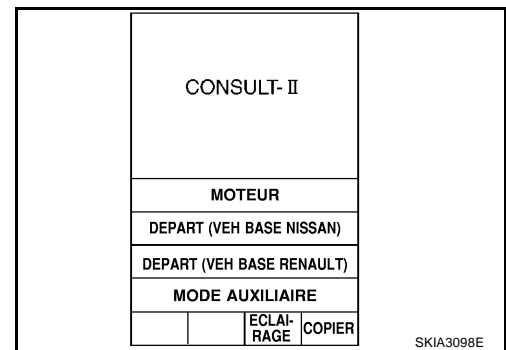 CONSULT-II
MOTEUR
DEPART (VEH BASE NISSAN)
DEPART (VEH BASE RENAULT)
MODE AUXILIAIRE
ECLAI-
RAGE
COPIER
SKIA3098E